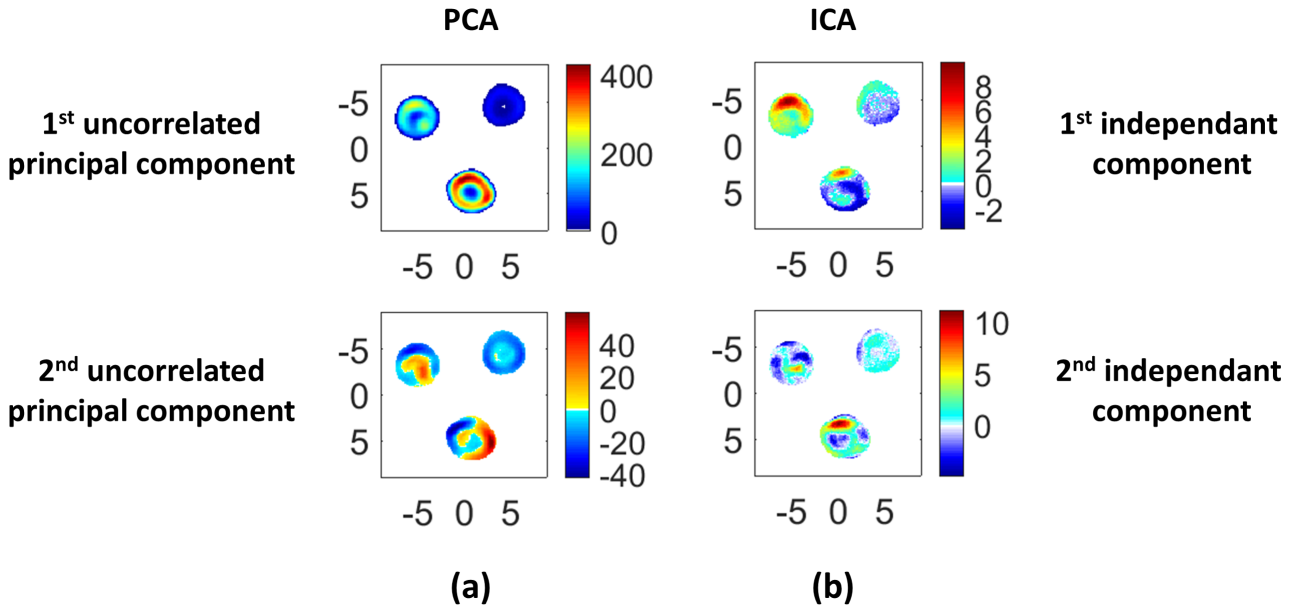 PCA
ICA
1st uncorrelated
principal component
-5
0
5
-5 0 5
400
200
0
-5
0
5
-5 0 5
8
6
4
2
0
-2
1st independant
component
2nd uncorrelated
principal component
-5
0
5
-5 0 5
40
20
0
-20
-40
-5
0
5
-5 0 5
10
5
0
2nd independant
component
(a)
(b)